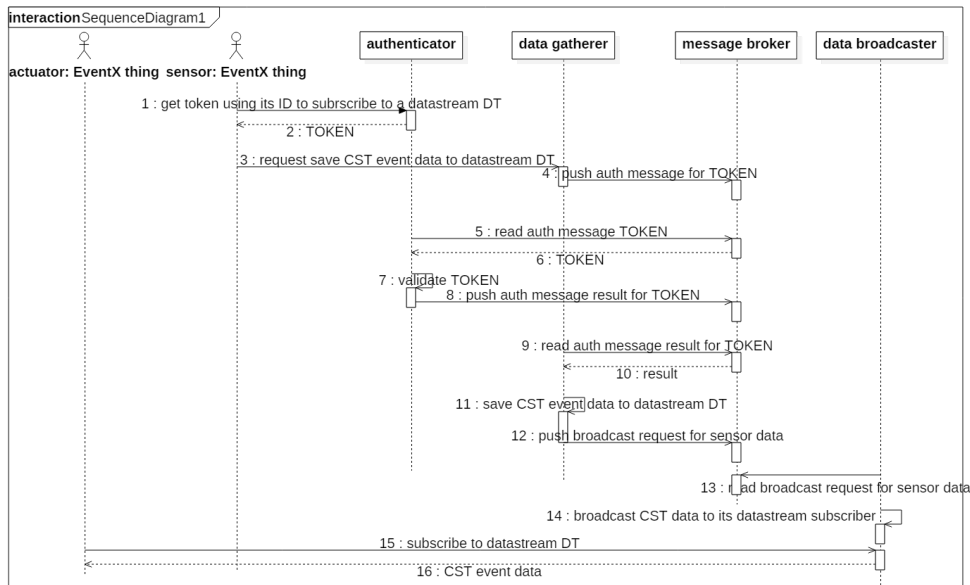 interaction SequenceDiagram1
authenticator
data gatherer
message broker
data broadcaster
actuator: EventX thing
sensor: EventX thing
1 : get token using its ID to subrscribe to a datastream DT
2 : TOKEN
3 : request save CST event data to datastream DT
4 : push auth message for TOKEN
5 : read auth message TOKEN
6 : TOKEN
7 : validate TOKEN
8 : push auth message result for TOKEN
9 : read auth message result for TOKEN
10 : result
11 : save CST event data to datastream DT
12 : push broadcast request for sensor data
13 : read broadcast request for sensor data
14 : broadcast CST data to its datastream subscriber
15 : subscribe to datastream DT
16 : CST event data